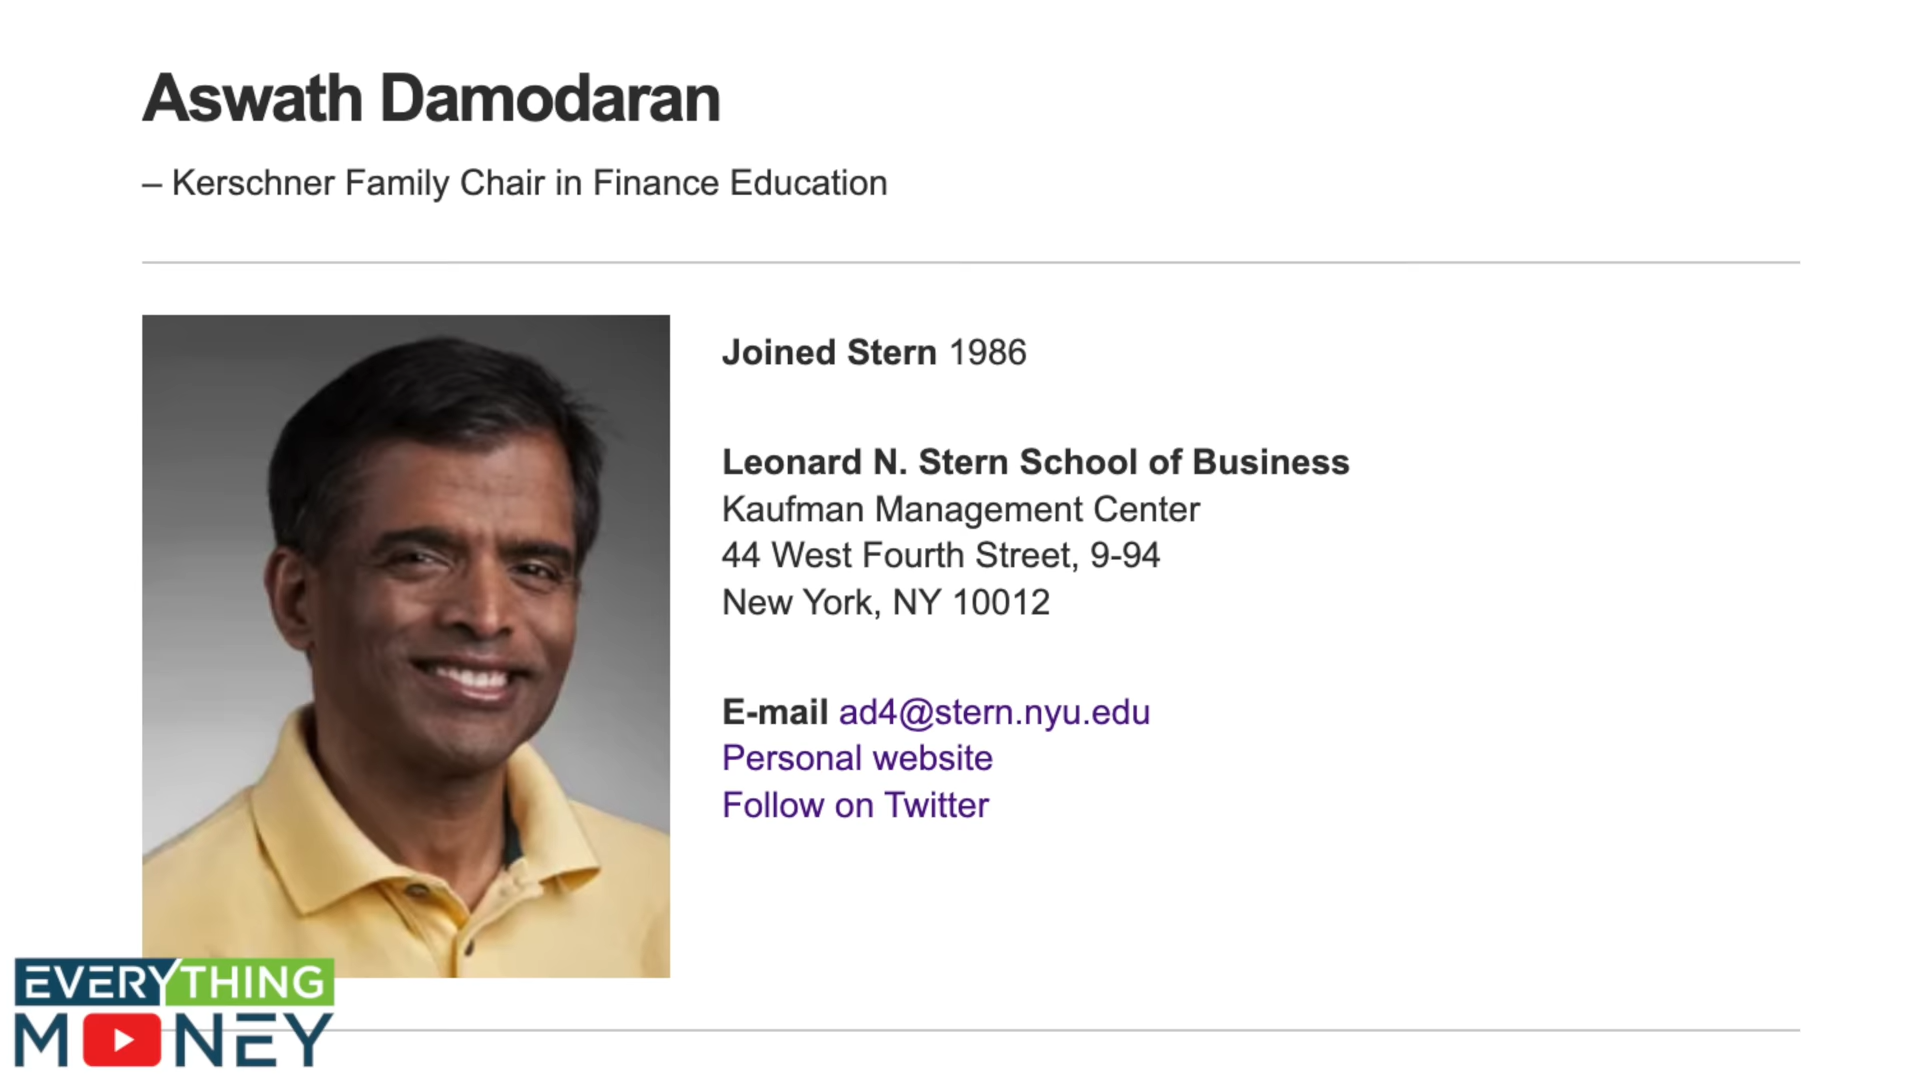 Aswath Damodaran
– Kerschner Family Chair in Finance Education
Joined Stern 1986
Leonard N. Stern School of Business
Kaufman Management Center
44 West Fourth Street, 9-94
New York, NY 10012
E-mail ad4@stern.nyu.edu
Personal website
Follow on Twitter
EVERYTHING
MONEY